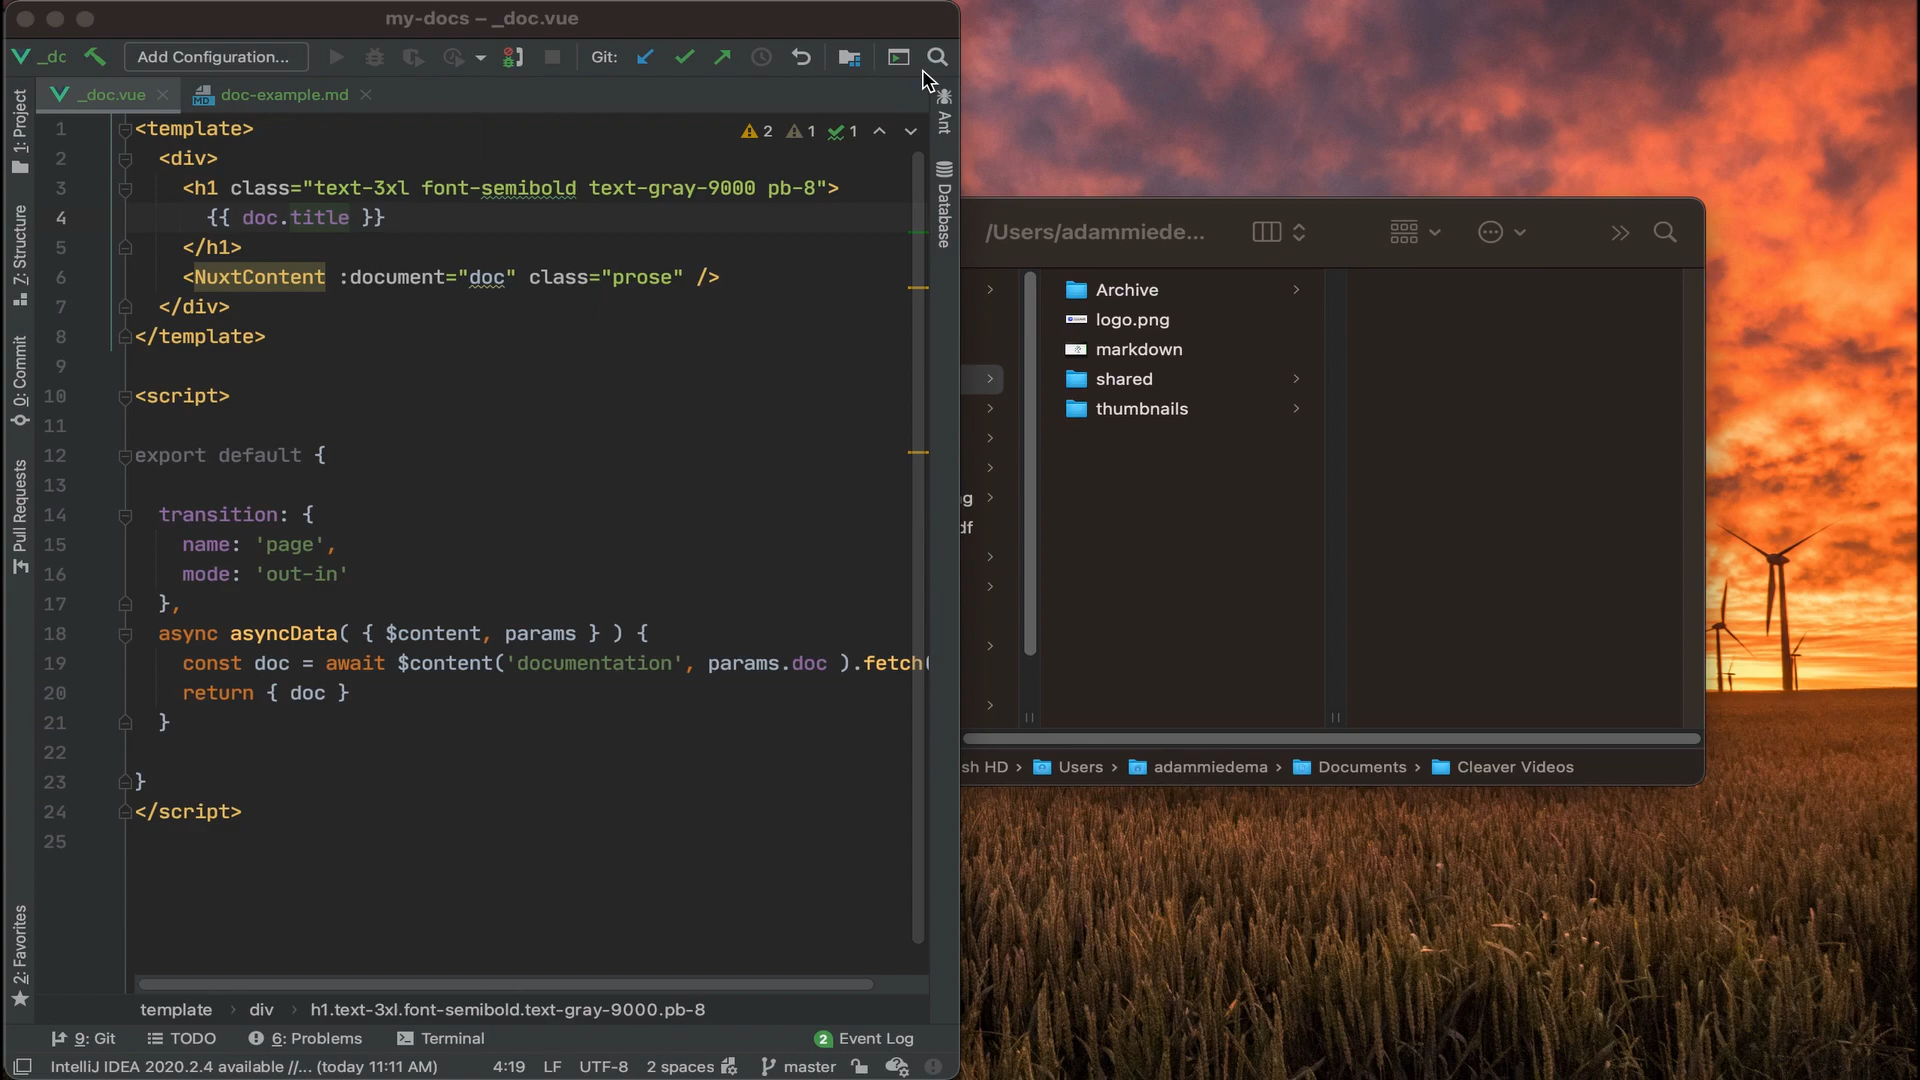 my-docs – _doc.vue
_dc
Add Configuration...
Git:
_doc.vue
doc-example.md
1: Project
7: Structure
0: Commit
Pull Requests
2: Favorites
Ant
Database
2 1 1
1 <template>
2 <div>
3 <h1 class="text-3xl font-semibold text-gray-9000 pb-8">
4 {{ doc.title }}
5 </h1>
6 <NuxtContent :document="doc" class="prose" />
7 </div>
8 </template>
9
10 <script>
11
12 export default {
13
14 transition: {
15 name: 'page',
16 mode: 'out-in'
17 },
18 async asyncData( { $content, params } ) {
19 const doc = await $content('documentation', params.doc ).fetch(
20 return { doc }
21 }
22
23 }
24 </script>
25
template › div › h1.text-3xl.font-semibold.text-gray-9000.pb-8
9: Git
TODO
6: Problems
Terminal
2 Event Log
IntelliJ IDEA 2020.2.4 available //... (today 11:11 AM)
4:19 LF UTF-8 2 spaces master
/Users/adammiede...
Archive
logo.png
markdown
shared
thumbnails
g
df
sh HD › Users › adammiedema › Documents › Cleaver Videos